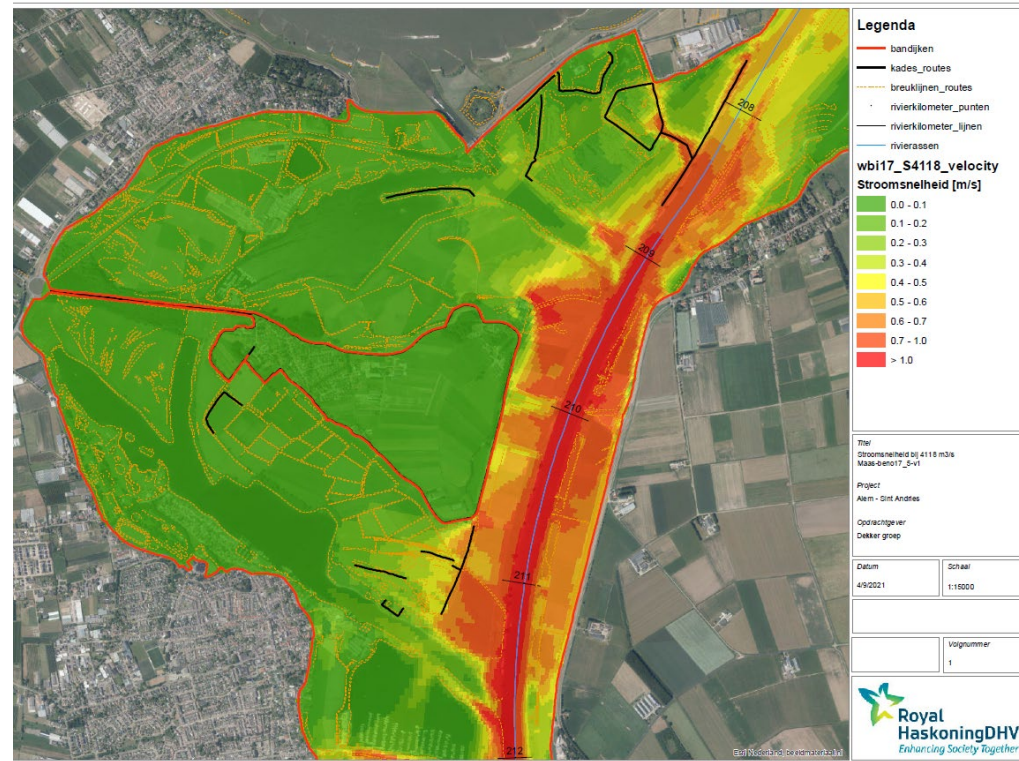 Legenda
bandijken
kades_routes
breuklijnen_routes
rivierkilometer_punten
rivierkilometer_lijnen
rivierassen
wbi17_S4118_velocity
Stroomsnelheid [m/s]
0.0 - 0.1
0.1 - 0.2
0.2 - 0.3
0.3 - 0.4
0.4 - 0.5
0.5 - 0.6
0.6 - 0.7
0.7 - 1.0
> 1.0
208
209
210
211
212
Esri Nederland, beeldmateriaal.nl
Titel
Stroomsnelheid bij 4118 m3/s
Maas-beno17_5-v1
Project
Alem - Sint Andries
Opdrachtgever
Dekker groep
Datum
4/9/2021
Schaal
1:15000
Volgnummer
1
Royal
HaskoningDHV
Enhancing Society Together